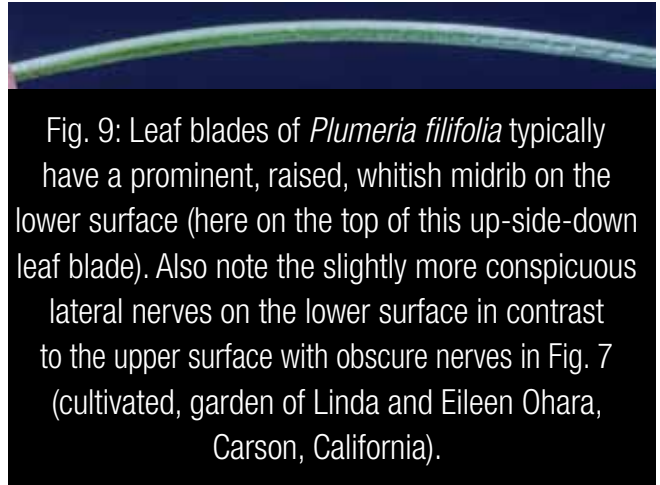 Fig. 9: Leaf blades of Plumeria filifolia typically
have a prominent, raised, whitish midrib on the
lower surface (here on the top of this up-side-down
leaf blade). Also note the slightly more conspicuous
lateral nerves on the lower surface in contrast
to the upper surface with obscure nerves in Fig. 7
(cultivated, garden of Linda and Eileen Ohara,
Carson, California).